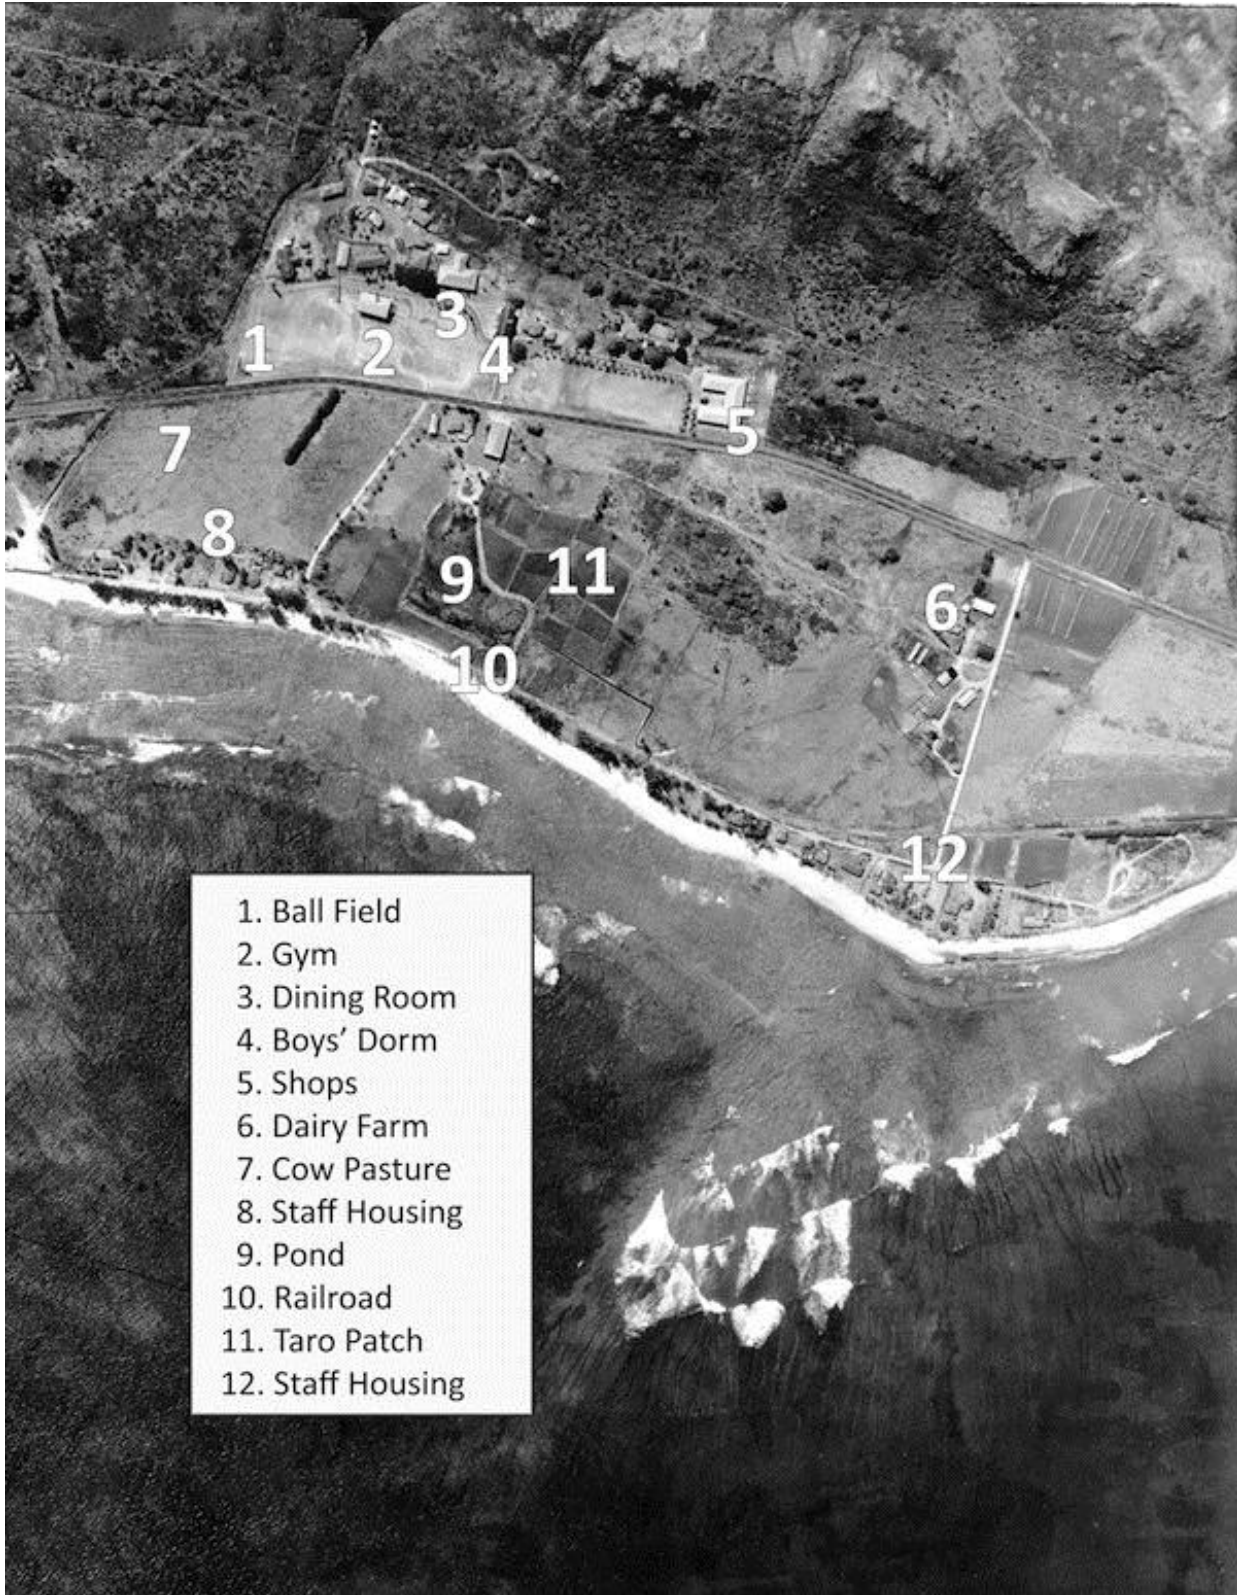 1
2
3
4
5
6
7
8
9
10
11
12
1. Ball Field
2. Gym
3. Dining Room
4. Boys’ Dorm
5. Shops
6. Dairy Farm
7. Cow Pasture
8. Staff Housing
9. Pond
10. Railroad
11. Taro Patch
12. Staff Housing